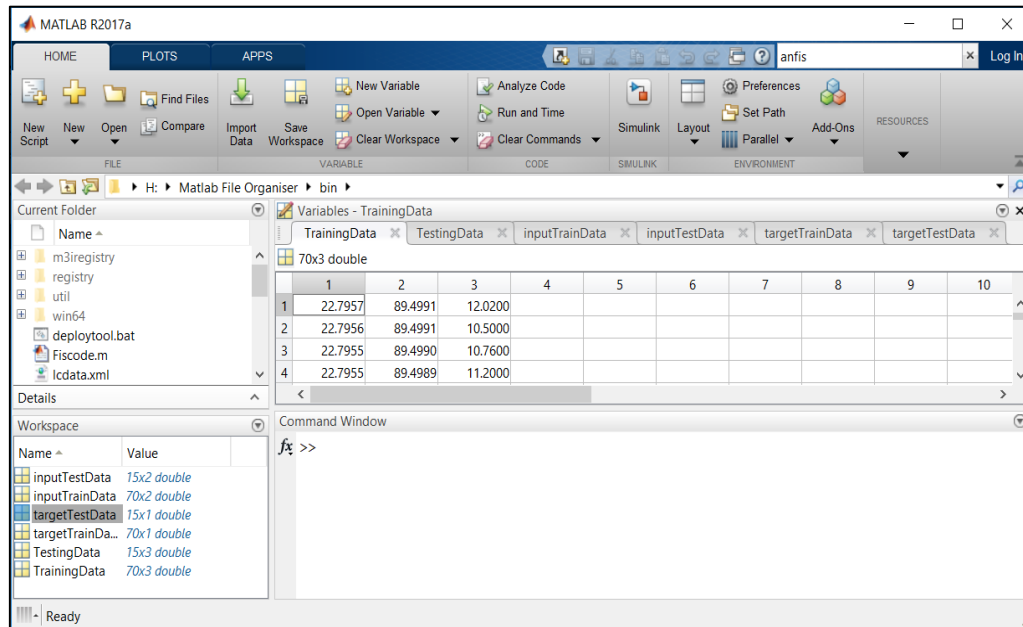 MATLAB R2017a
HOME PLOTS APPS anfis Log In
New Script New Open Find Files Compare
FILE
Import Data Save Workspace New Variable Open Variable Clear Workspace
VARIABLE
Analyze Code Run and Time Clear Commands
CODE
Simulink
SIMULINK
Layout Preferences Set Path Parallel Add-Ons
ENVIRONMENT
RESOURCES
H: Matlab File Organiser bin
Current Folder
Name
m3iregistry
registry
util
win64
deploytool.bat
Fiscode.m
lcdata.xml
Details
Workspace
Name Value
inputTestData 15x2 double
inputTrainData 70x2 double
targetTestData 15x1 double
targetTrainDa... 70x1 double
TestingData 15x3 double
TrainingData 70x3 double
Variables - TrainingData
TrainingData TestingData inputTrainData inputTestData targetTrainData targetTestData
70x3 double
1 2 3 4 5 6 7 8 9 10
1 22.7957 89.4991 12.0200
2 22.7956 89.4991 10.5000
3 22.7955 89.4990 10.7600
4 22.7955 89.4989 11.2000
Command Window
fx >>
Ready